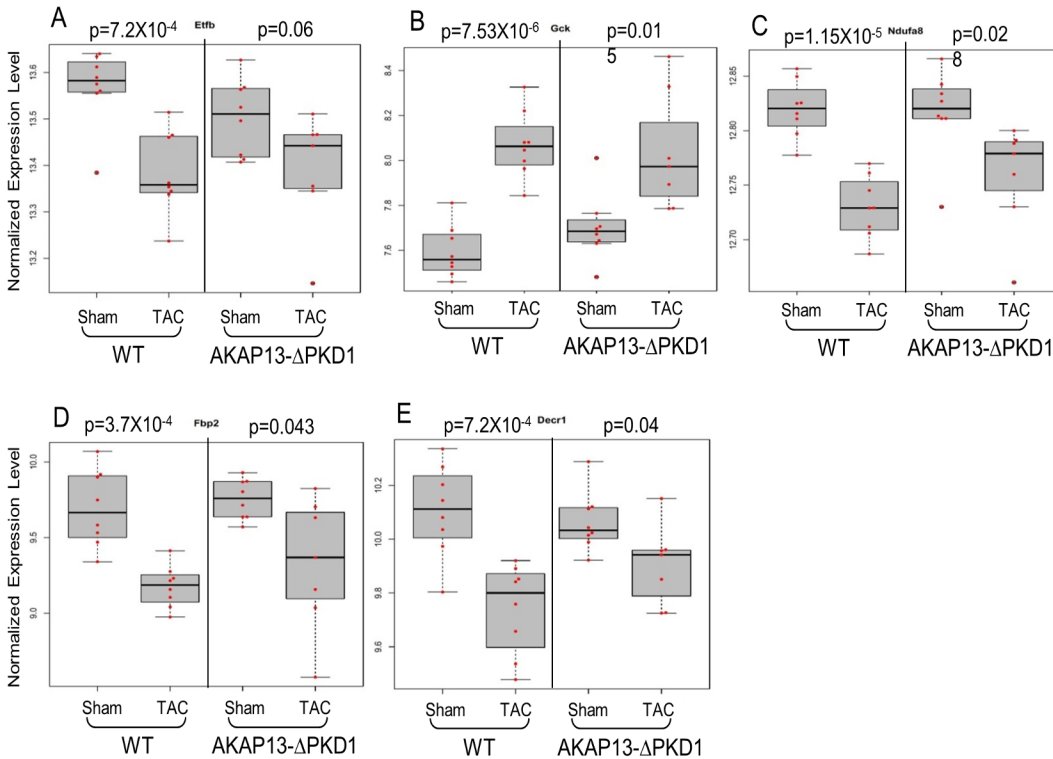 A
p=7.2X10-4 Etfb p=0.06
Normalized Expression Level
13.6
13.5
13.4
13.3
13.2
Sham TAC Sham TAC
WT AKAP13-ΔPKD1
B
p=7.53X10-6 Gck p=0.01
5
8.4
8.2
8.0
7.8
7.6
Sham TAC Sham TAC
WT AKAP13-ΔPKD1
C
p=1.15X10-5 Ndufa8 p=0.02
8
12.85
12.80
12.75
12.70
Sham TAC Sham TAC
WT AKAP13-ΔPKD1
D
p=3.7X10-4 Fbp2 p=0.043
Normalized Expression Level
10.0
9.5
9.0
Sham TAC Sham TAC
WT AKAP13-ΔPKD1
E
p=7.2X10-4 Decr1 p=0.04
10.2
10.0
9.8
9.6
Sham TAC Sham TAC
WT AKAP13-ΔPKD1